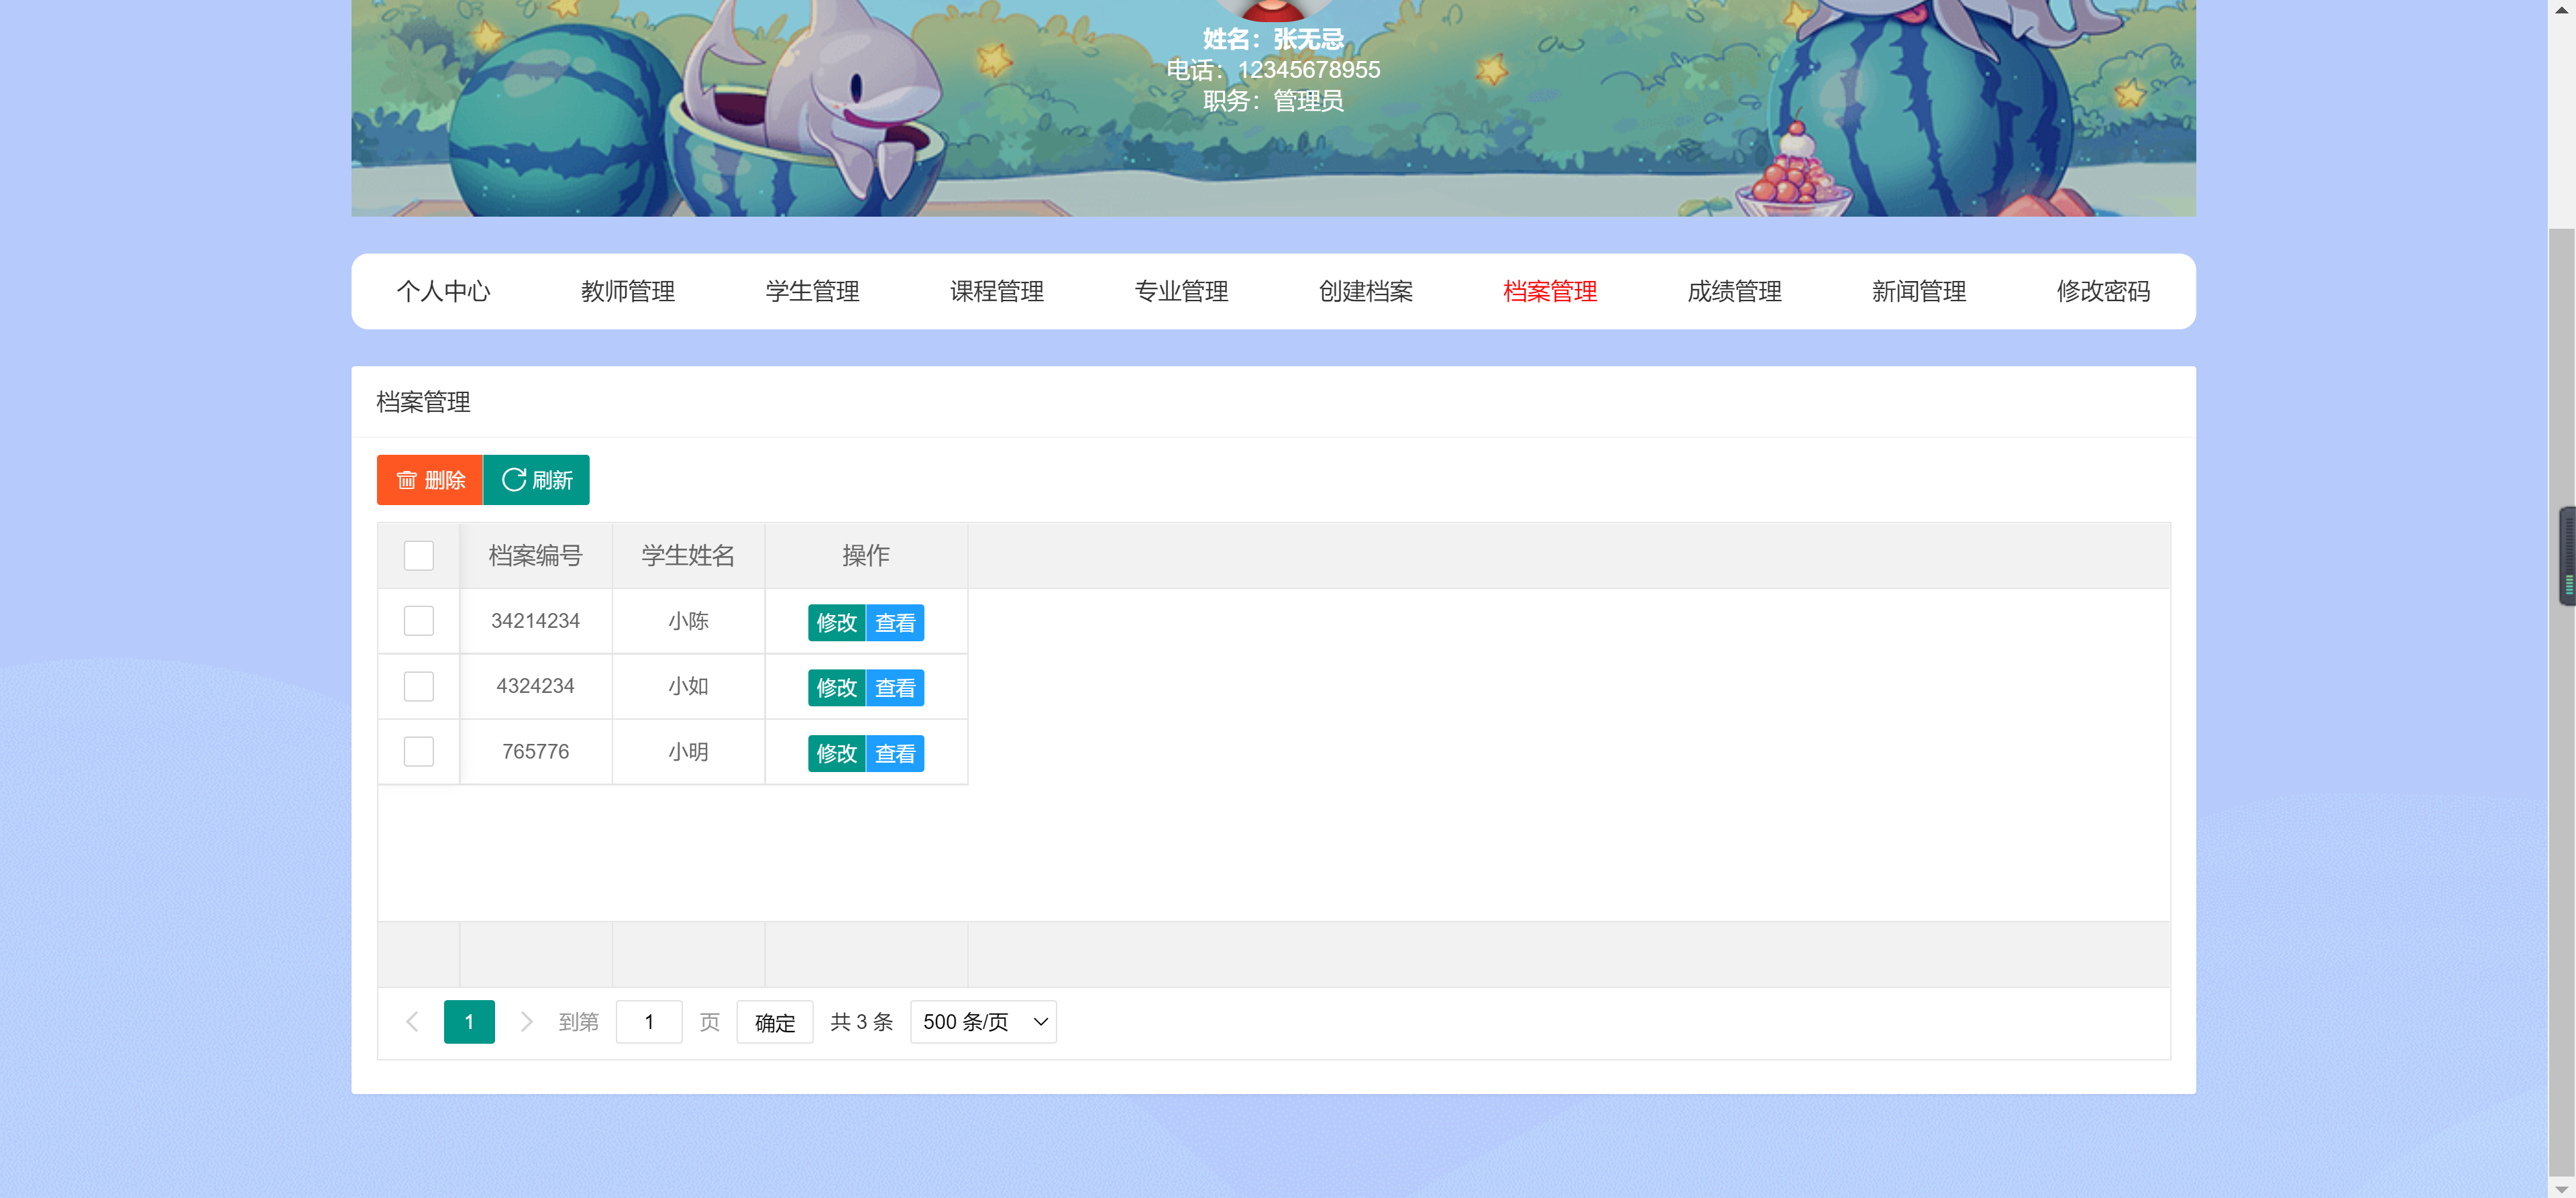 姓名：张无忌
电话：12345678955
职务：管理员
个人中心 教师管理 学生管理 课程管理 专业管理 创建档案 档案管理 成绩管理 新闻管理 修改密码
档案管理
删除 刷新
档案编号 学生姓名 操作
34214234 小陈 修改 查看
4324234 小如 修改 查看
765776 小明 修改 查看
1 到第 1 页 确定 共 3 条 500 条/页